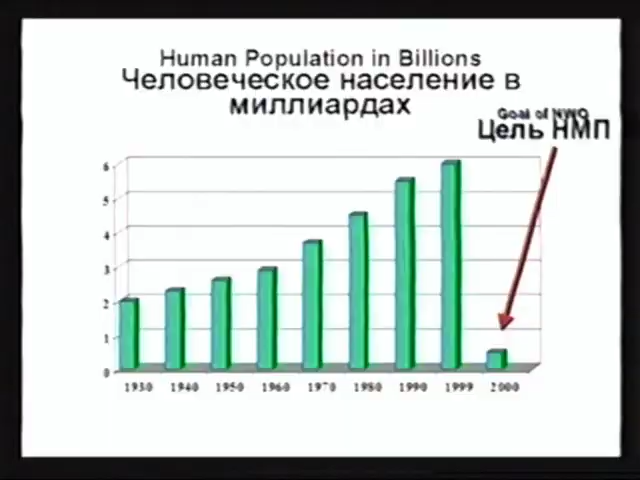 Human Population in Billions
Человеческое население в
миллиардах
Goal of NWO
Цель НМП
6
5
4
3
2
1
0
1930 1940 1950 1960 1970 1980 1990 1999 2000